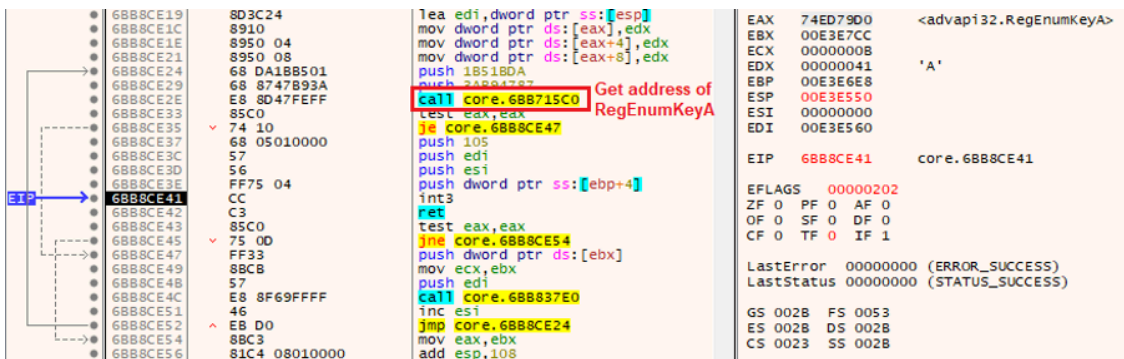 6BB8CE19 8D3C24 lea edi,dword ptr ss:[esp]
6BB8CE1C 8910 mov dword ptr ds:[eax],edx
6BB8CE1E 8950 04 mov dword ptr ds:[eax+4],edx
6BB8CE21 8950 08 mov dword ptr ds:[eax+8],edx
6BB8CE24 68 DA1BB501 push 1B51BDA
6BB8CE29 68 8747B93A push 3AB94787
6BB8CE2E E8 8D47FEFF call core.6BB715C0
Get address of
RegEnumKeyA
6BB8CE33 85C0 test eax,eax
6BB8CE35 74 10 je core.6BB8CE47
6BB8CE37 68 05010000 push 105
6BB8CE3C 57 push edi
6BB8CE3D 56 push esi
6BB8CE3E FF75 04 push dword ptr ss:[ebp+4]
EIP 6BB8CE41 CC int3
6BB8CE42 C3 ret
6BB8CE43 85C0 test eax,eax
6BB8CE45 75 0D jne core.6BB8CE54
6BB8CE47 FF33 push dword ptr ds:[ebx]
6BB8CE49 8BCB mov ecx,ebx
6BB8CE4B 57 push edi
6BB8CE4C E8 8F69FFFF call core.6BB837E0
6BB8CE51 46 inc esi
6BB8CE52 EB D0 jmp core.6BB8CE24
6BB8CE54 8BC3 mov eax,ebx
6BB8CE56 81C4 08010000 add esp,108
EAX 74ED79D0 <advapi32.RegEnumKeyA>
EBX 00E3E7CC
ECX 0000000B
EDX 00000041 'A'
EBP 00E3E6E8
ESP 00E3E550
ESI 00000000
EDI 00E3E560
EIP 6BB8CE41 core.6BB8CE41
EFLAGS 00000202
ZF 0 PF 0 AF 0
OF 0 SF 0 DF 0
CF 0 TF 0 IF 1
LastError 00000000 (ERROR_SUCCESS)
LastStatus 00000000 (STATUS_SUCCESS)
GS 002B FS 0053
ES 002B DS 002B
CS 0023 SS 002B